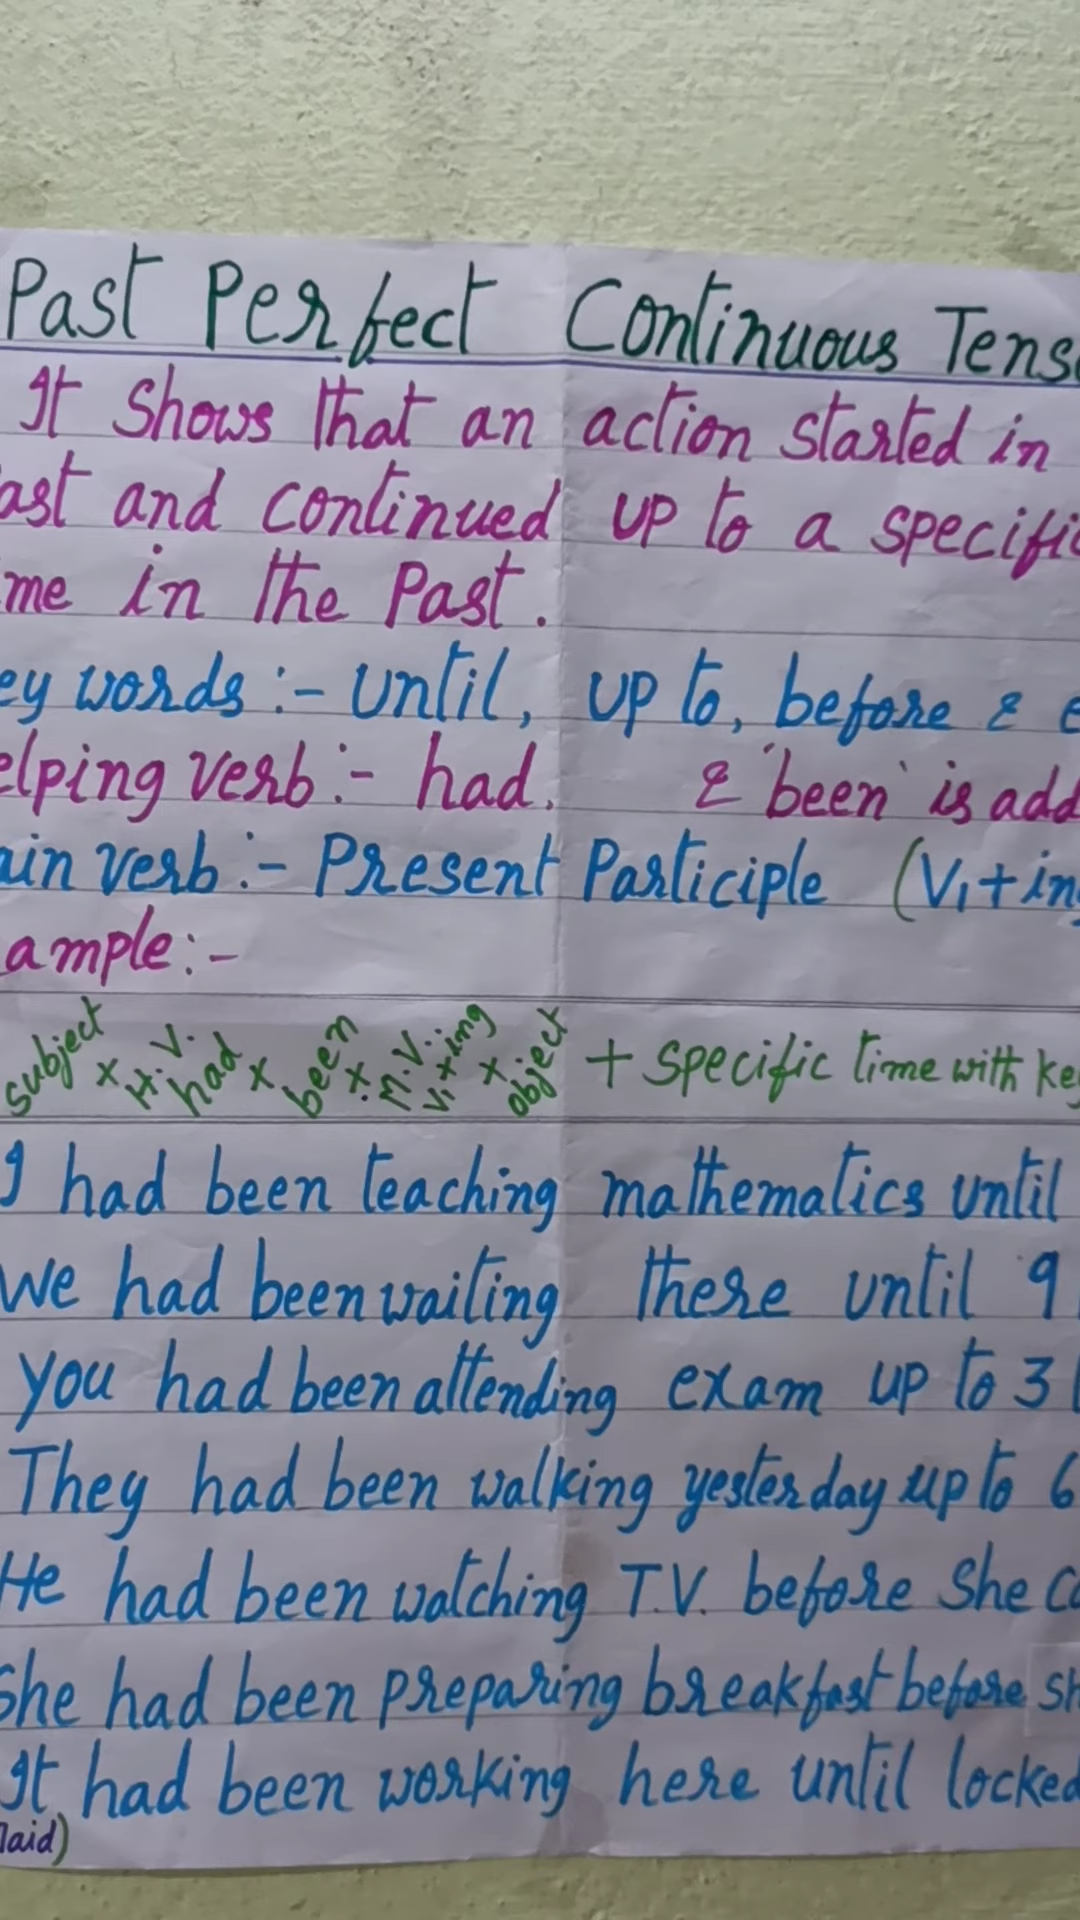 Past Perfect Continuous Tens
It shows that an action started in
ast and continued up to a specific
me in the Past.
ey words :- until, up to, before & e
elping verb :- had. & 'been' is add
ain verb :- Present Participle (V1+ing
ample :-
subject x H.V. had x been x m.V. V1+ing x object + specific time with key
I had been teaching mathematics until
We had been waiting there until 9
you had been attending exam up to 3
They had been walking yesterday up to 6
He had been watching T.V. before she ca
She had been preparing breakfast before sh
It had been working here until locked
Maid)